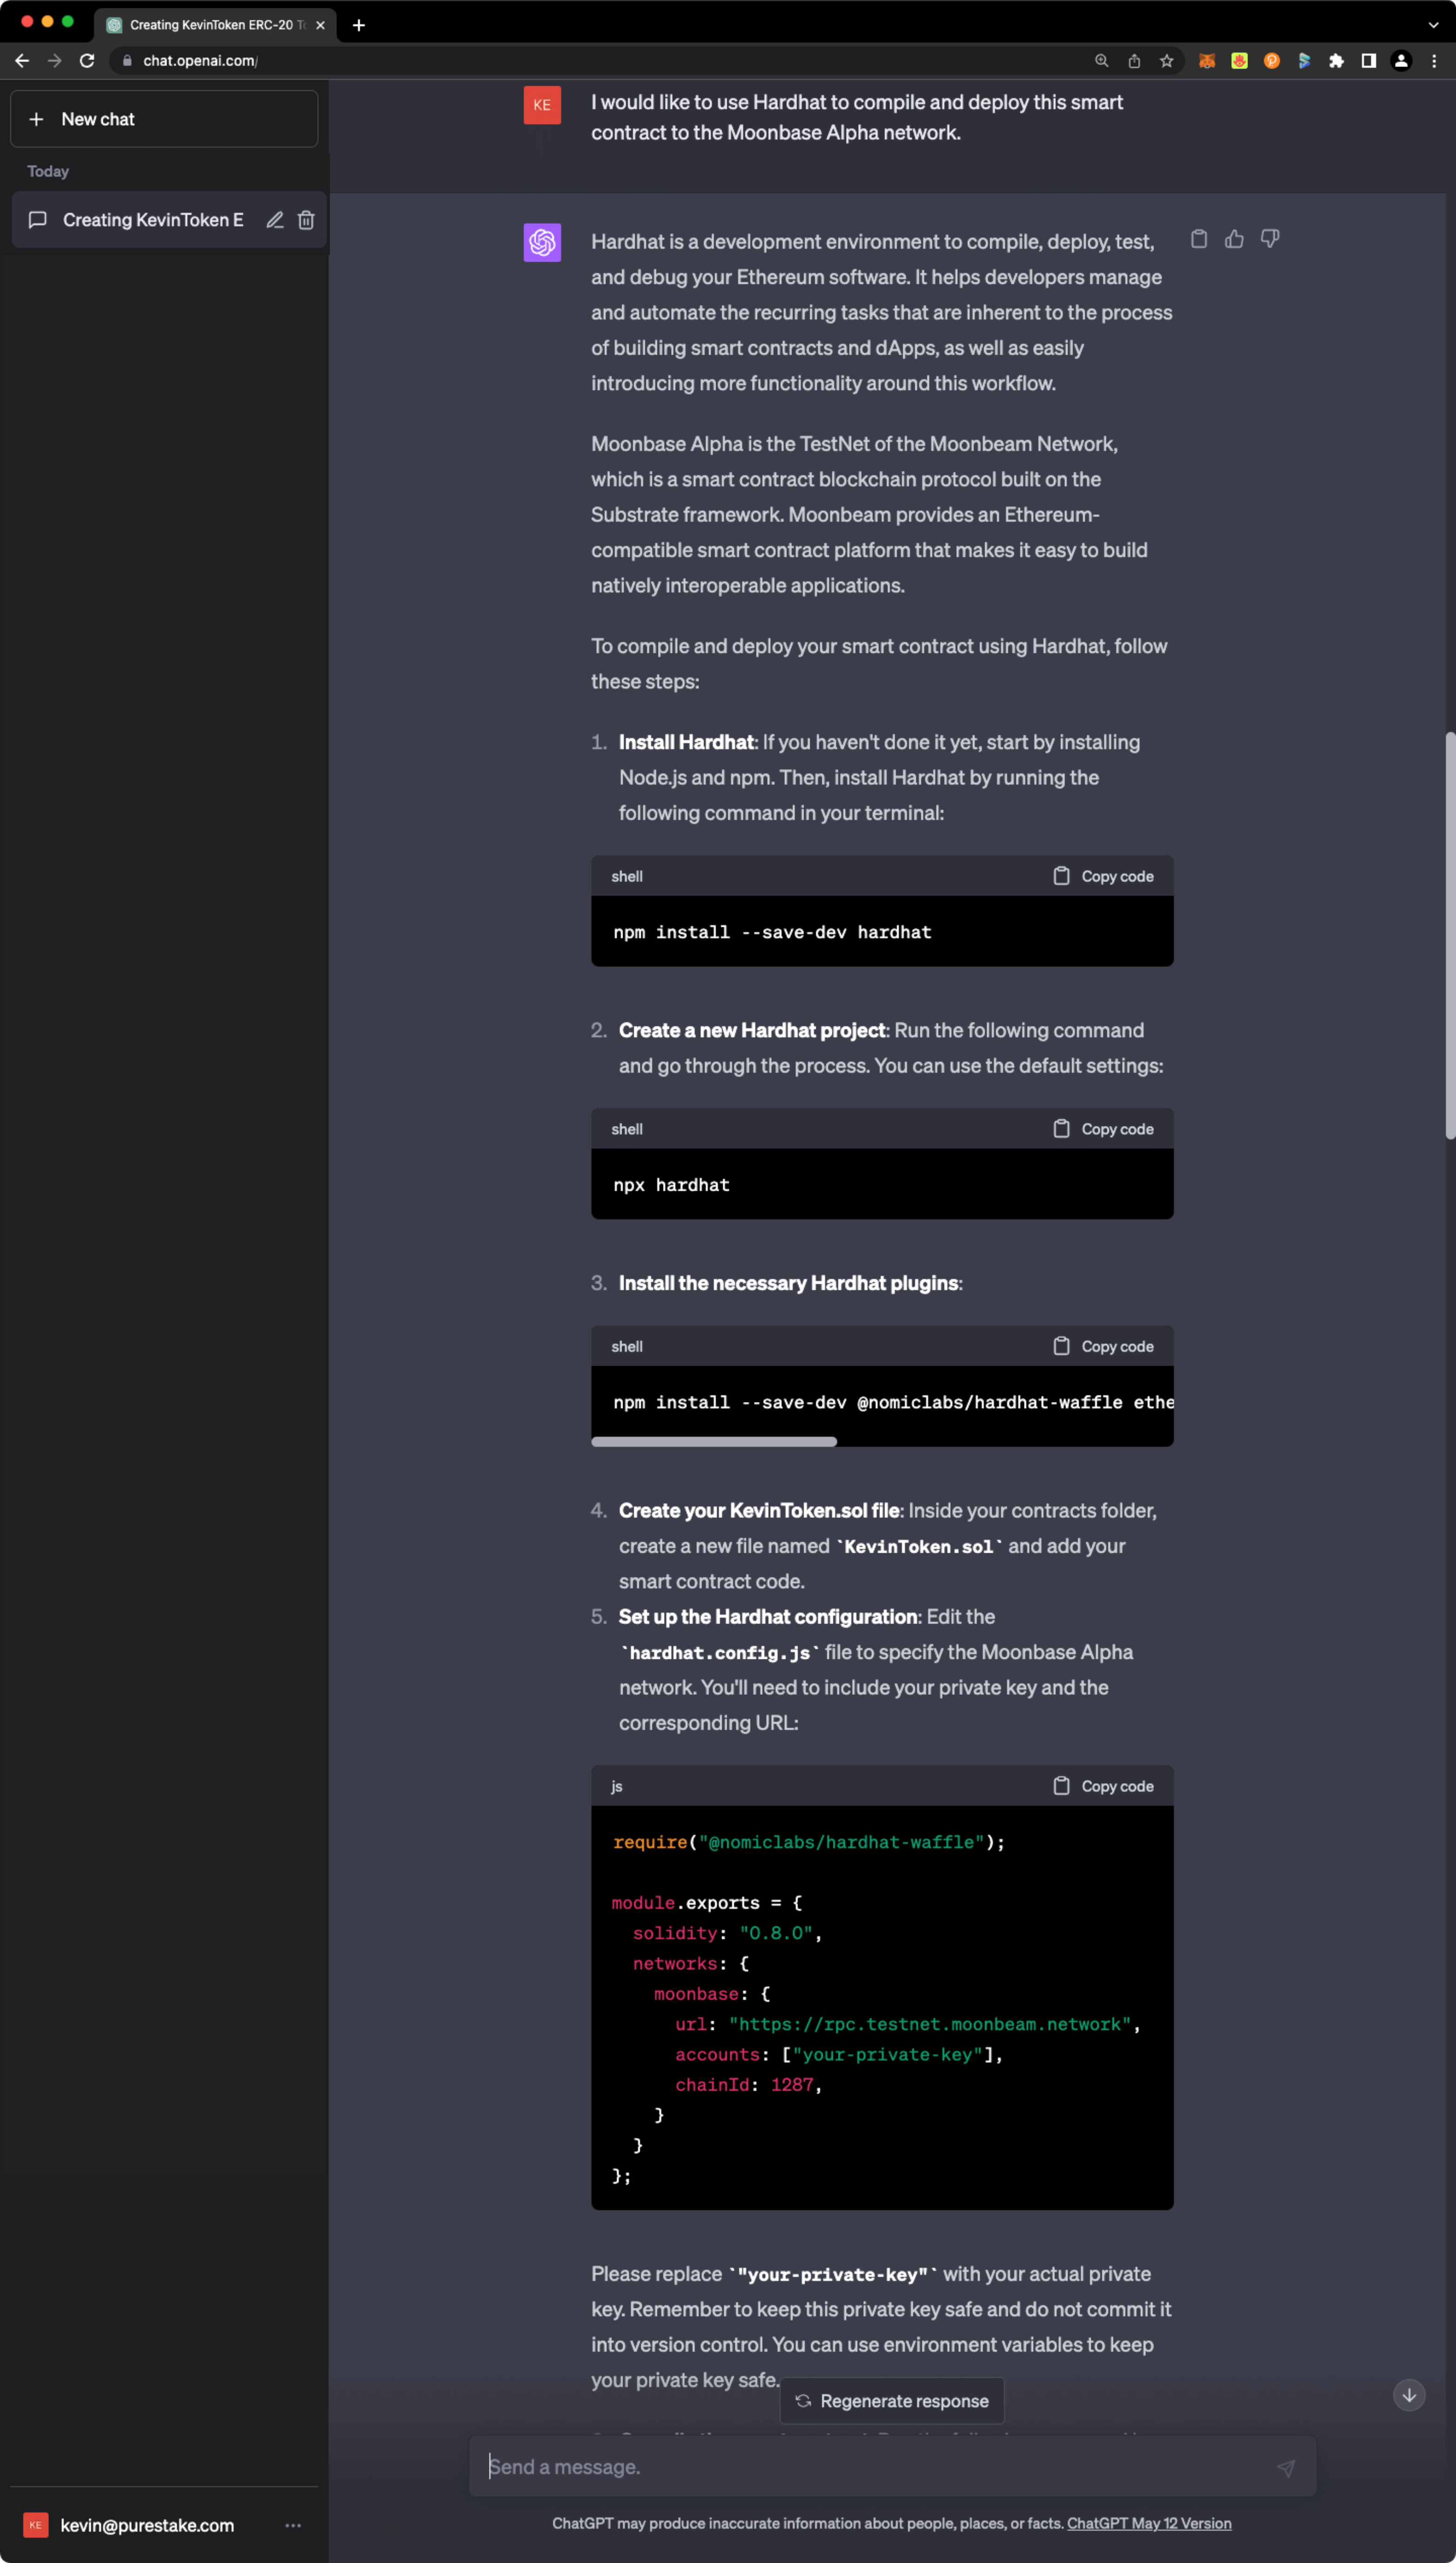 Creating KevinToken ERC-20
chat.openai.com/
New chat
Today
Creating KevinToken E
KE
I would like to use Hardhat to compile and deploy this smart
contract to the Moonbase Alpha network.
Hardhat is a development environment to compile, deploy, test,
and debug your Ethereum software. It helps developers manage
and automate the recurring tasks that are inherent to the process
of building smart contracts and dApps, as well as easily
introducing more functionality around this workflow.
Moonbase Alpha is the TestNet of the Moonbeam Network,
which is a smart contract blockchain protocol built on the
Substrate framework. Moonbeam provides an Ethereum-
compatible smart contract platform that makes it easy to build
natively interoperable applications.
To compile and deploy your smart contract using Hardhat, follow
these steps:
1. Install Hardhat: If you haven't done it yet, start by installing
Node.js and npm. Then, install Hardhat by running the
following command in your terminal:
shell Copy code
npm install --save-dev hardhat
2. Create a new Hardhat project: Run the following command
and go through the process. You can use the default settings:
shell Copy code
npx hardhat
3. Install the necessary Hardhat plugins:
shell Copy code
npm install --save-dev @nomiclabs/hardhat-waffle ethe
4. Create your KevinToken.sol file: Inside your contracts folder,
create a new file named `KevinToken.sol` and add your
smart contract code.
5. Set up the Hardhat configuration: Edit the
`hardhat.config.js` file to specify the Moonbase Alpha
network. You'll need to include your private key and the
corresponding URL:
js Copy code
require("@nomiclabs/hardhat-waffle");
module.exports = {
solidity: "0.8.0",
networks: {
moonbase: {
url: "https://rpc.testnet.moonbeam.network",
accounts: ["your-private-key"],
chainId: 1287,
}
}
};
Please replace `"your-private-key"` with your actual private
key. Remember to keep this private key safe and do not commit it
into version control. You can use environment variables to keep
your private key safe.
Regenerate response
Send a message.
ChatGPT may produce inaccurate information about people, places, or facts. ChatGPT May 12 Version
KE
kevin@purestake.com